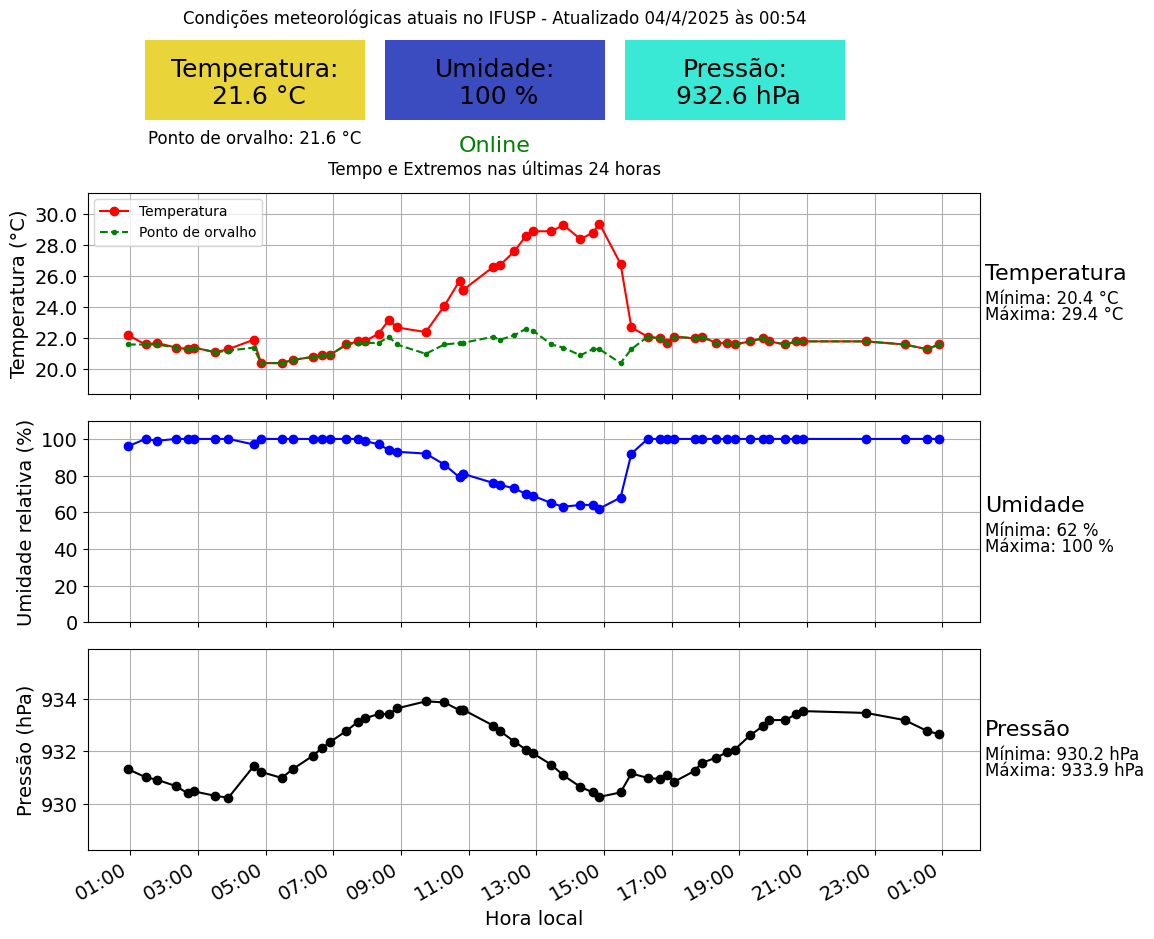 Condições meteorológicas atuais no IFUSP - Atualizado 04/4/2025 às 00:54
Temperatura:
21.6 °C
Umidade:
100 %
Pressão:
932.6 hPa
Ponto de orvalho: 21.6 °C
Online
Tempo e Extremos nas últimas 24 horas
Temperatura (°C)
30.0
28.0
26.0
24.0
22.0
20.0
Temperatura
Ponto de orvalho
Temperatura
Mínima: 20.4 °C
Máxima: 29.4 °C
Umidade relativa (%)
100
80
60
40
20
0
Umidade
Mínima: 62 %
Máxima: 100 %
Pressão (hPa)
934
932
930
Pressão
Mínima: 930.2 hPa
Máxima: 933.9 hPa
01:00 03:00 05:00 07:00 09:00 11:00 13:00 15:00 17:00 19:00 21:00 23:00 01:00
Hora local